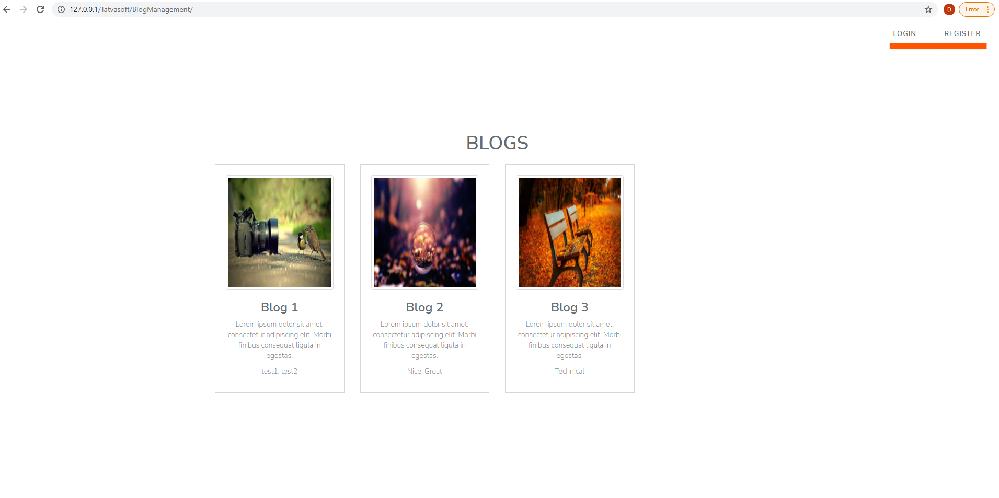 127.0.0.1/Tatvasoft/BlogManagement/
D
Error
LOGIN
REGISTER
BLOGS
Blog 1
Lorem ipsum dolor sit amet,
consectetur adipiscing elit. Morbi
finibus consequat ligula in
egestas.
test1, test2
Blog 2
Lorem ipsum dolor sit amet,
consectetur adipiscing elit. Morbi
finibus consequat ligula in
egestas.
Nice, Great
Blog 3
Lorem ipsum dolor sit amet,
consectetur adipiscing elit. Morbi
finibus consequat ligula in
egestas.
Technical